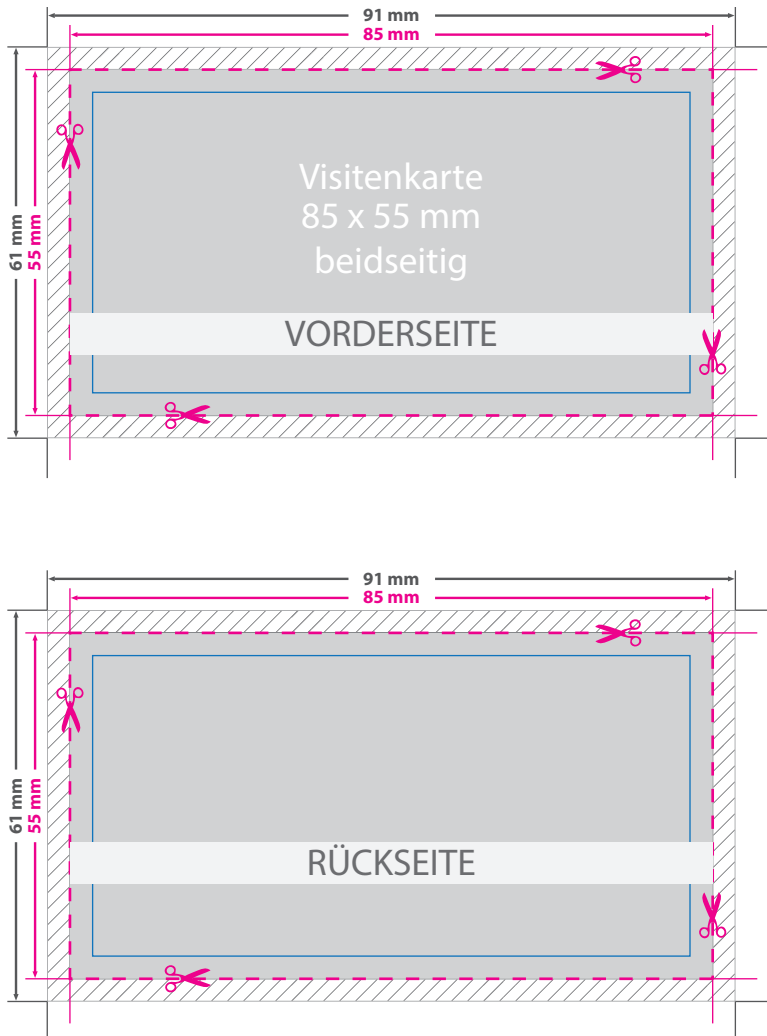 91 mm
85 mm
61 mm
55 mm
Visitenkarte
85 x 55 mm
beidseitig
VORDERSEITE
91 mm
85 mm
61 mm
55 mm
RÜCKSEITE